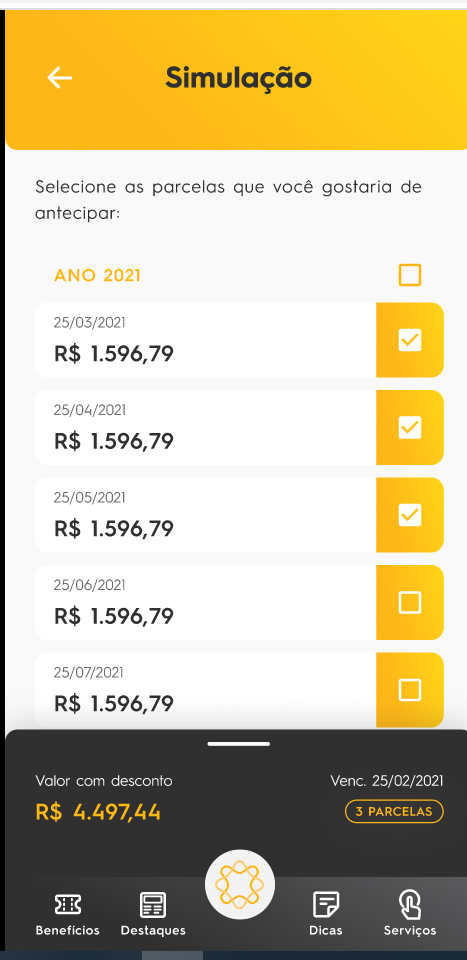 Simulação
Selecione as parcelas que você gostaria de
antecipar:
ANO 2021
25/03/2021
R$ 1.596,79
25/04/2021
R$ 1.596,79
25/05/2021
R$ 1.596,79
25/06/2021
R$ 1.596,79
25/07/2021
R$ 1.596,79
Valor com desconto
Venc. 25/02/2021
R$ 4.497,44
3 PARCELAS
Benefícios
Destaques
Dicas
Serviços